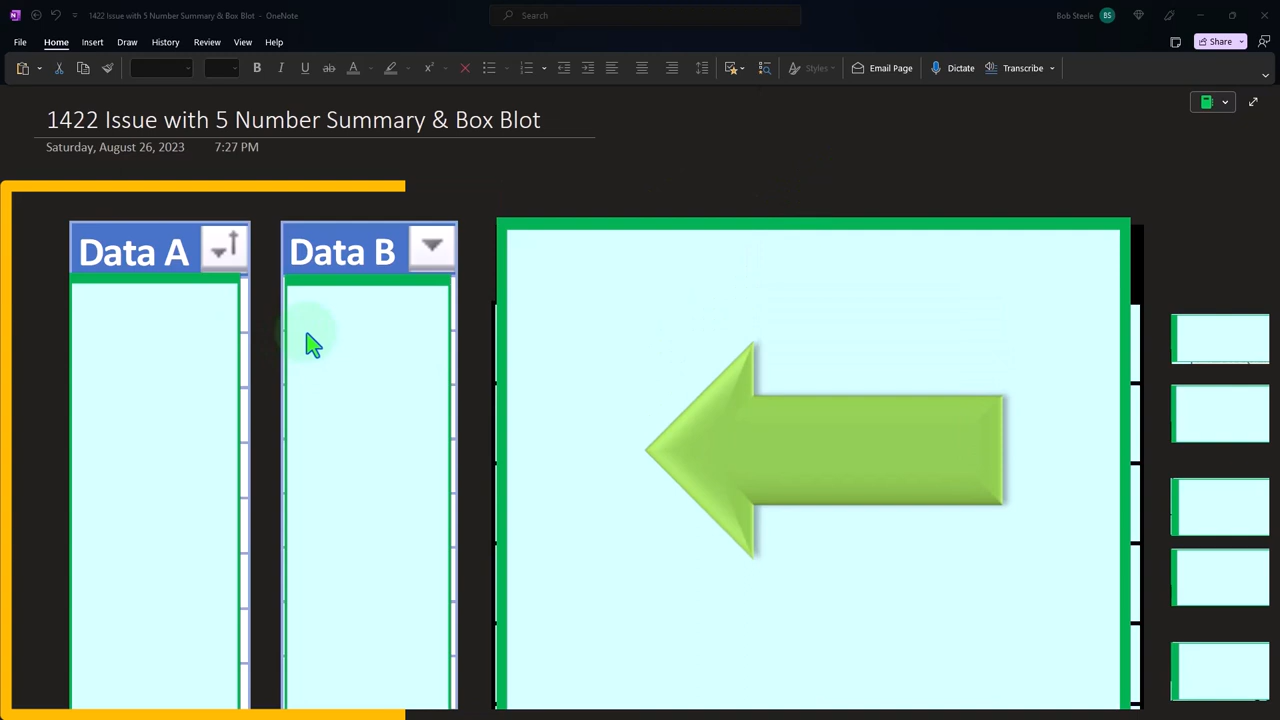 1422 Issue with 5 Number Summary & Box Blot - OneNote
Search
Bob Steele
BS
File
Home
Insert
Draw
History
Review
View
Help
Share
B
I
U
ab
A
x
Styles
Email Page
Dictate
Transcribe
1422 Issue with 5 Number Summary & Box Blot
Saturday, August 26, 2023
7:27 PM
Data A
Data B